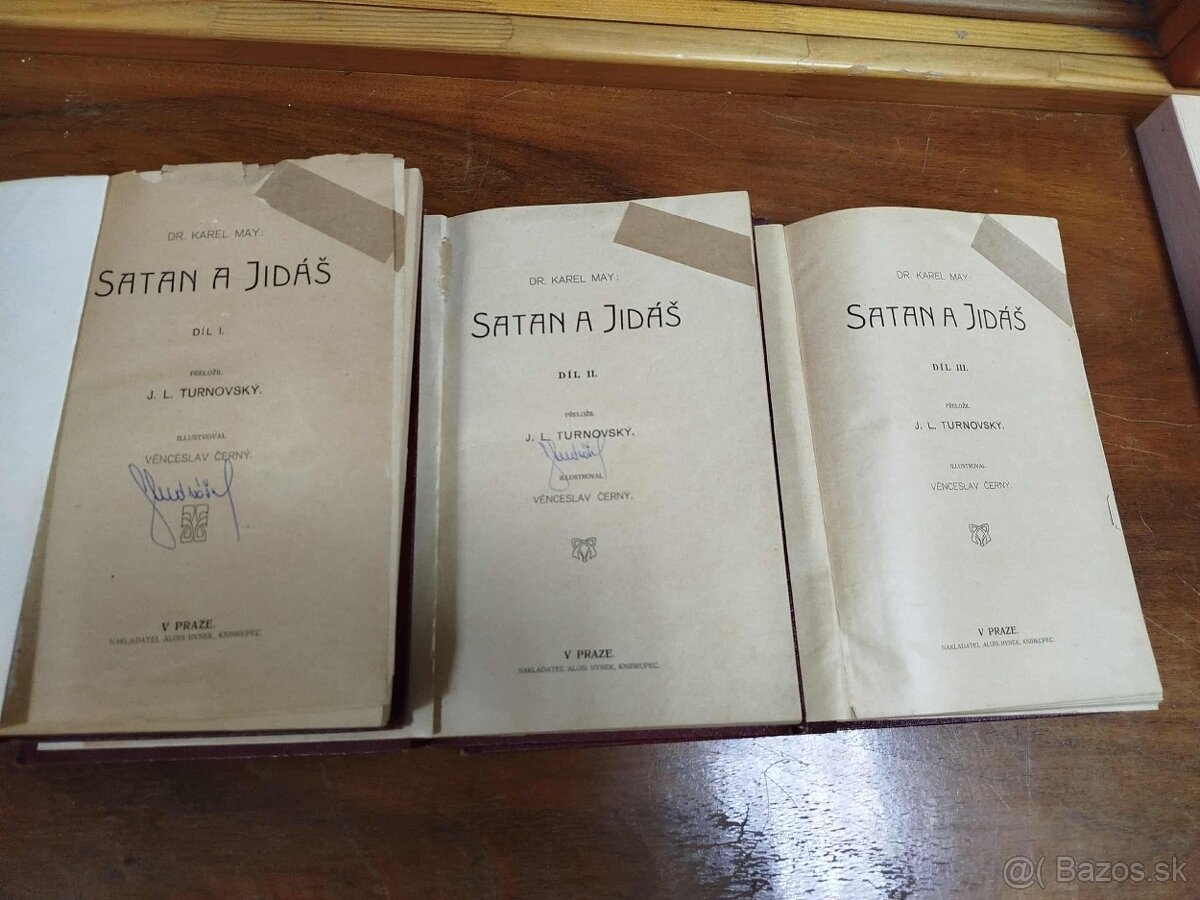 DR. KAREL MAY:
SATAN A JIDÁŠ
DÍL I.
PŘELOŽIL
J. L. TURNOVSKÝ.
ILLUSTROVAL
VĚNCESLAV ČERNÝ.
V PRAZE.
NAKLADATEL ALOIS HYNEK, KNIHKUPEC.
DR. KAREL MAY:
SATAN A JIDÁŠ
DÍL II.
PŘELOŽIL
J. L. TURNOVSKÝ.
ILLUSTROVAL
VĚNCESLAV ČERNÝ.
V PRAZE.
NAKLADATEL ALOIS HYNEK, KNIHKUPEC.
DR. KAREL MAY:
SATAN A JIDÁŠ
DÍL III.
PŘELOŽIL
J. L. TURNOVSKÝ.
ILLUSTROVAL
VĚNCESLAV ČERNÝ.
V PRAZE.
NAKLADATEL ALOIS HYNEK, KNIHKUPEC.
@( Bazos.sk